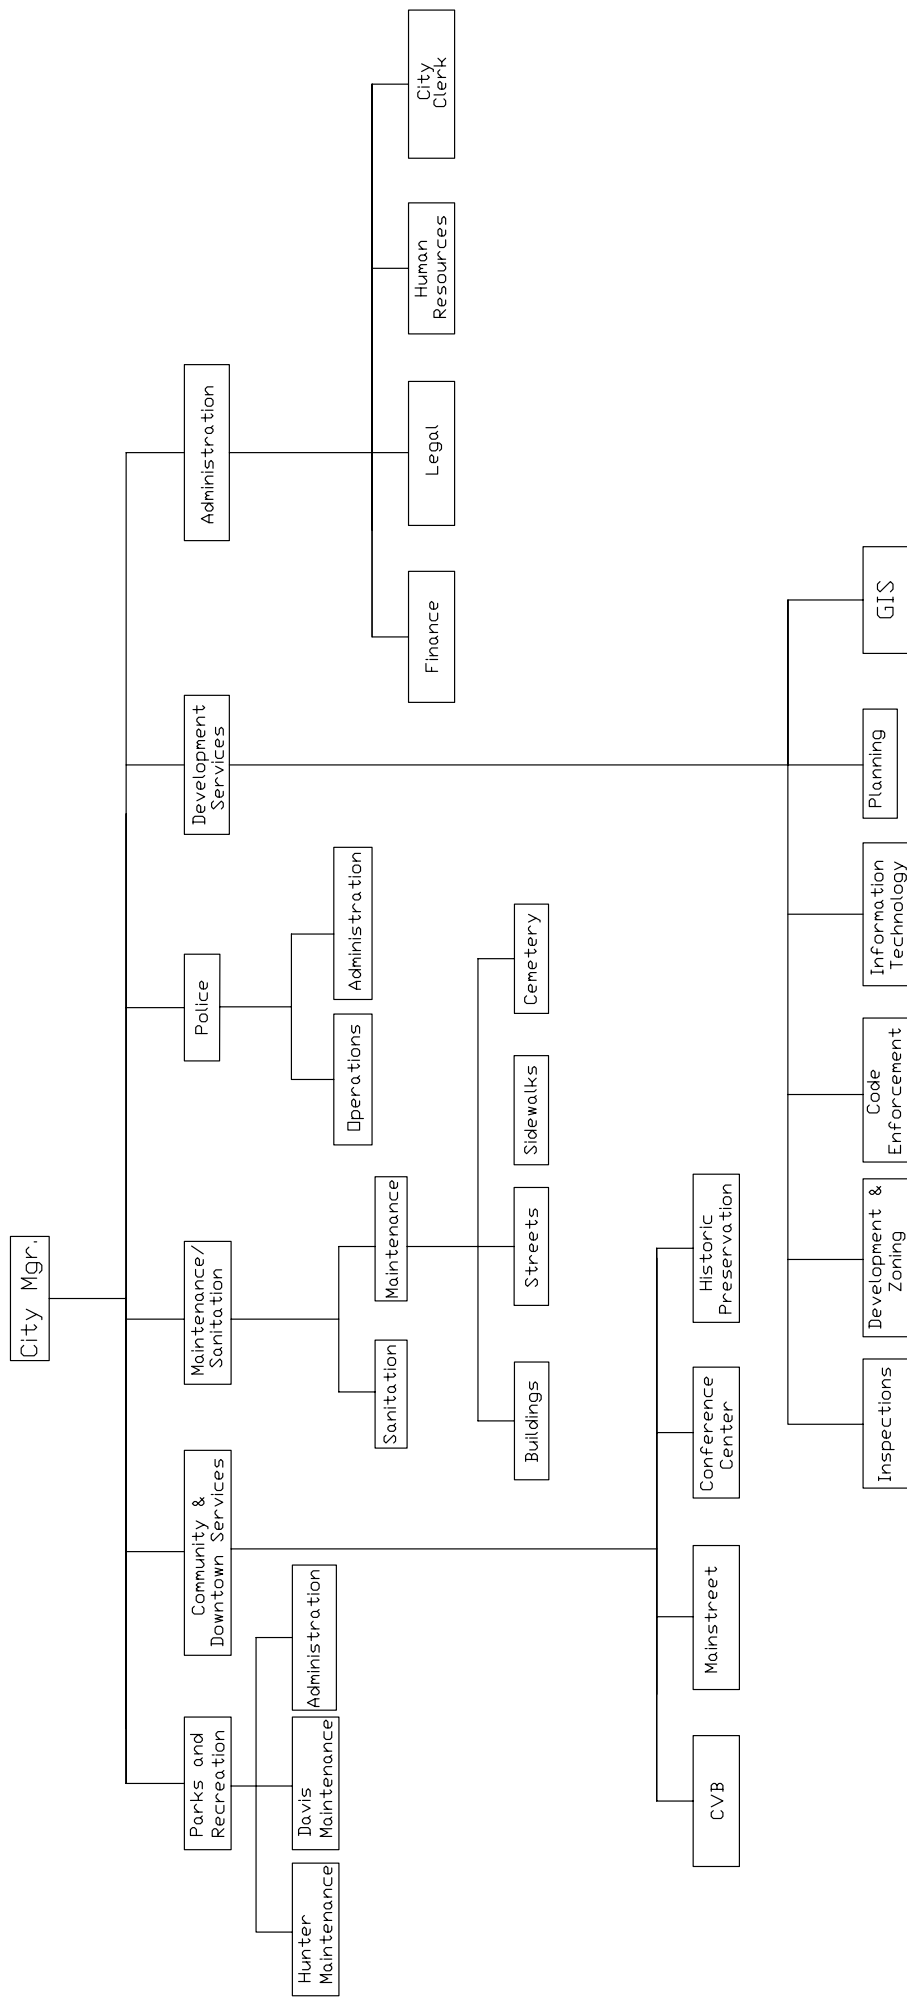 City Mgr.
Parks and
Recreation
Community &
Downtown Services
Maintenance/
Sanitation
Police
Development
Services
Administration
Hunter
Maintenance
Davis
Maintenance
Administration
Operations
Administration
Sanitation
Maintenance
Finance
Legal
Human
Resources
City
Clerk
Buildings
Streets
Sidewalks
Cemetery
CVB
Mainstreet
Conference
Center
Historic
Preservation
Inspections
Development &
Zoning
Code
Enforcement
Information
Technology
Planning
GIS